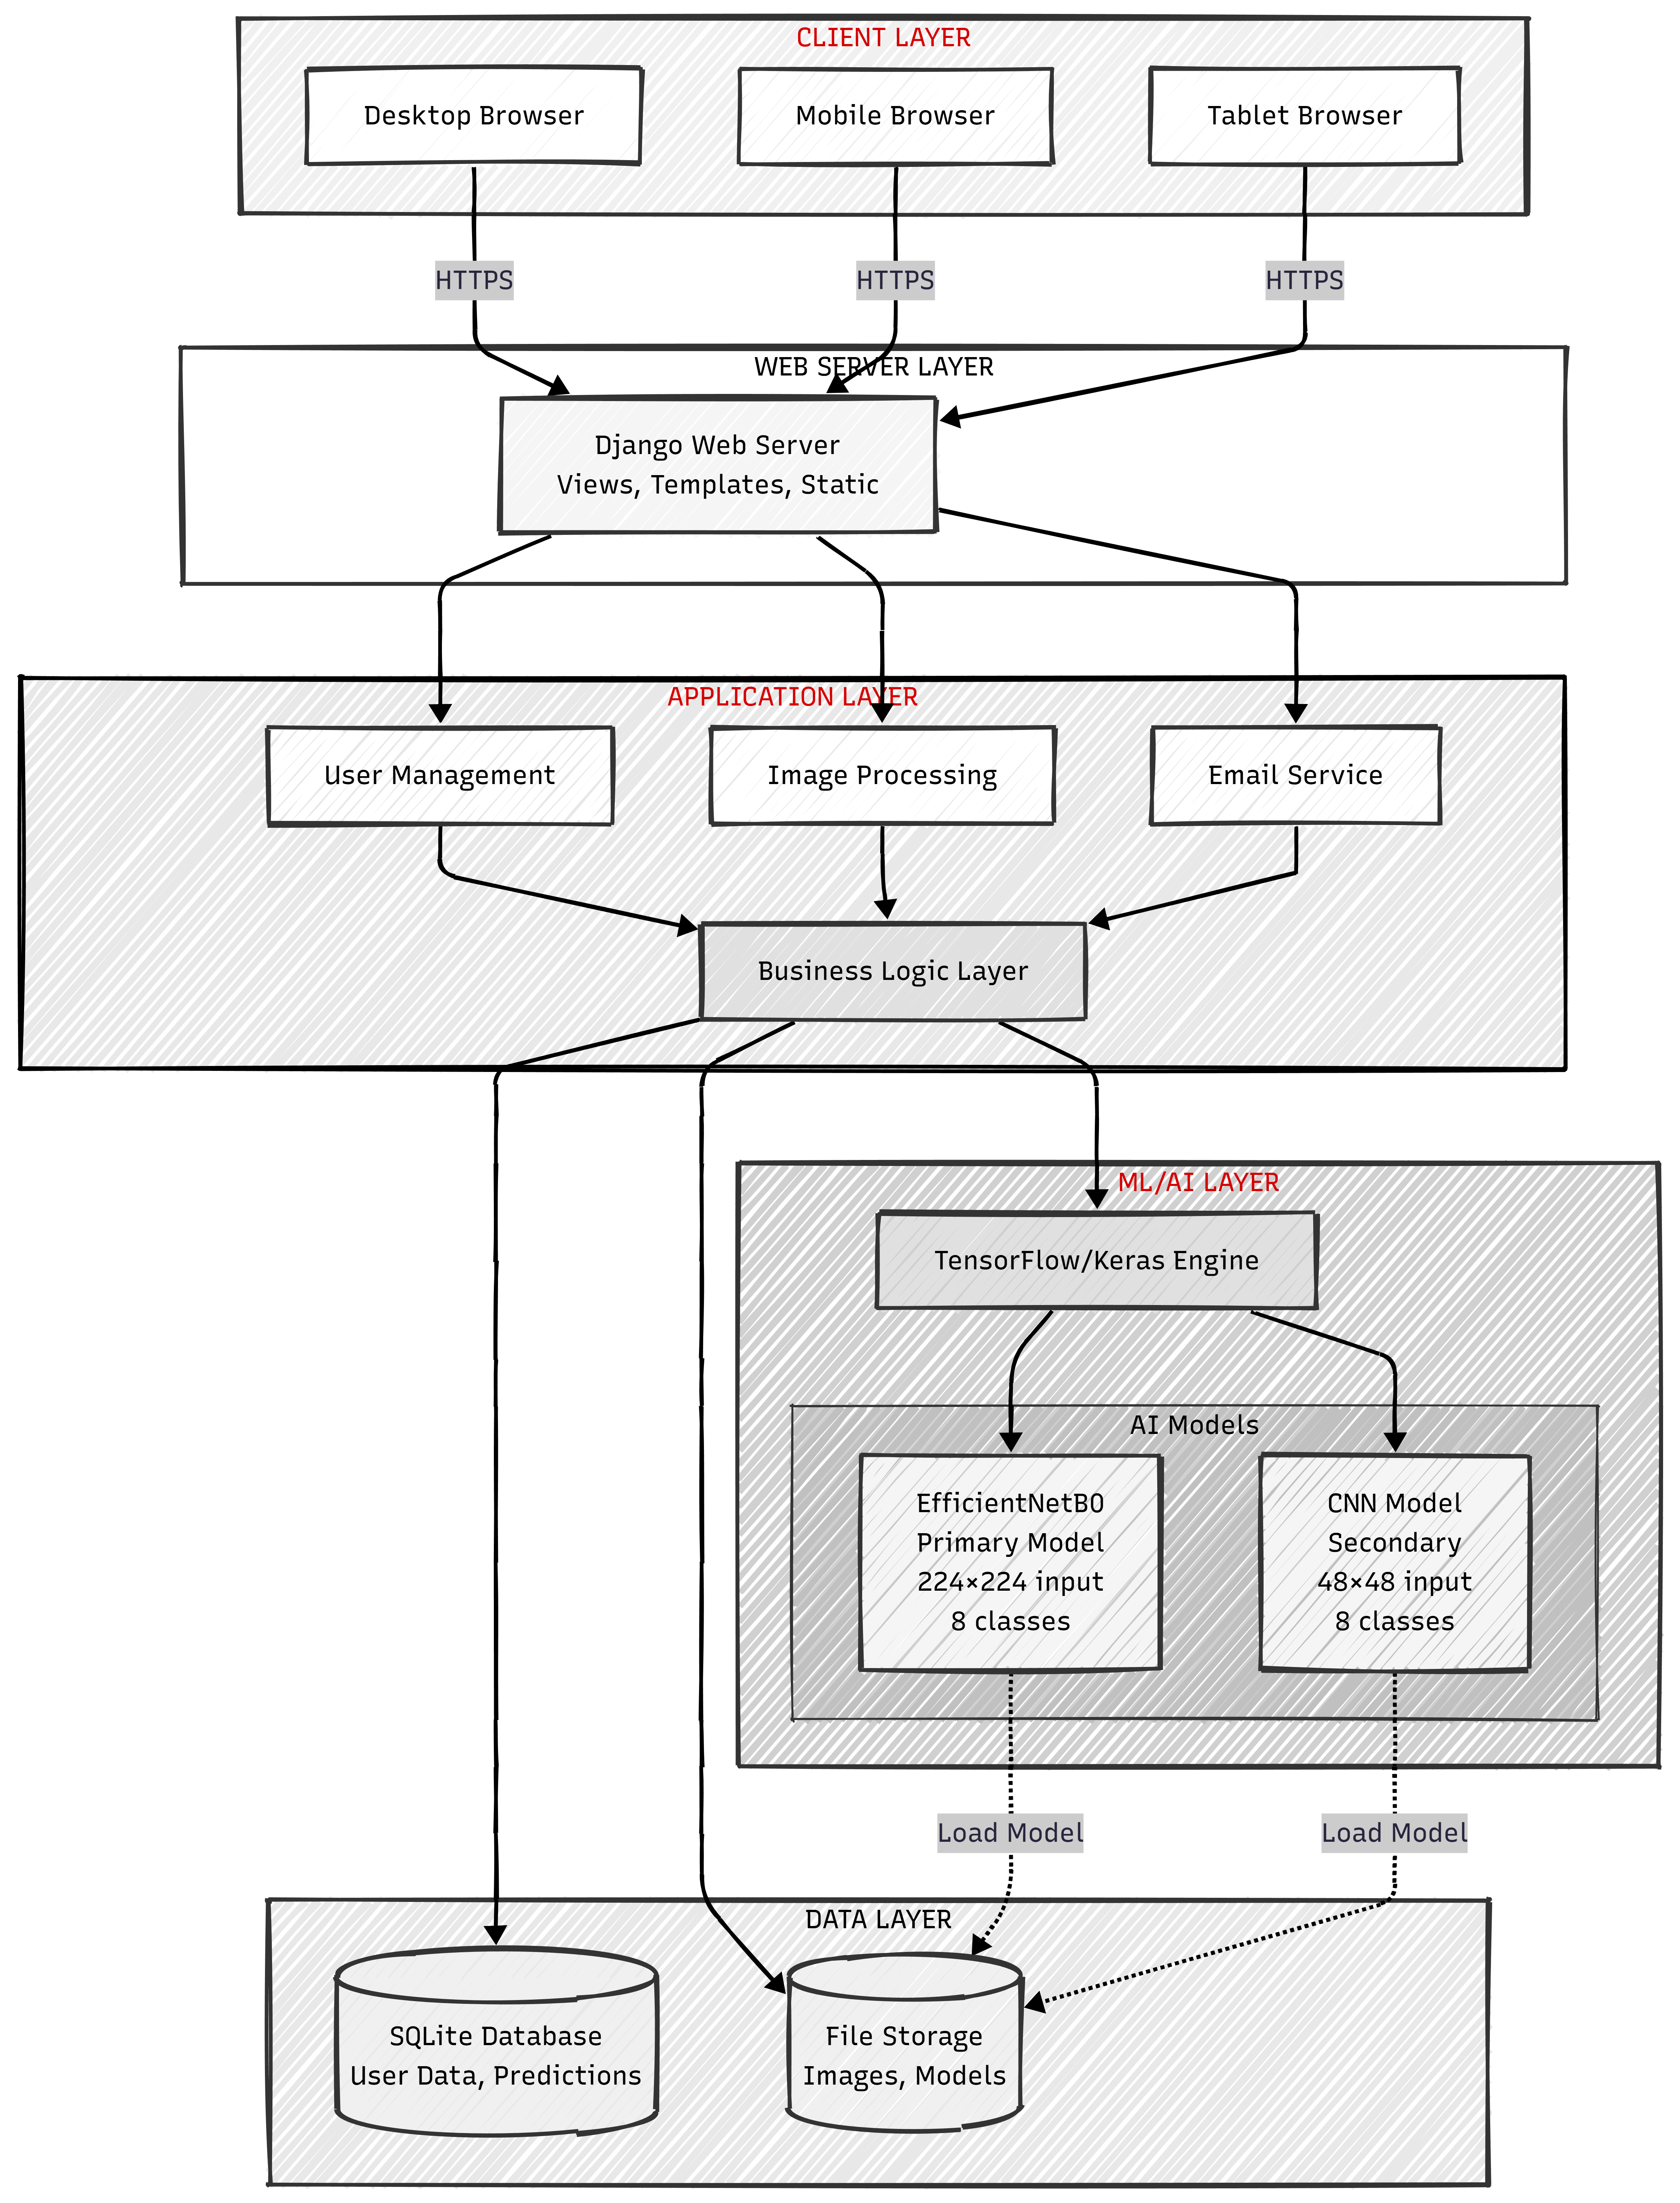 CLIENT LAYER
Desktop Browser
Mobile Browser
Tablet Browser
HTTPS
HTTPS
HTTPS
WEB SERVER LAYER
Django Web Server
Views, Templates, Static
APPLICATION LAYER
User Management
Image Processing
Email Service
Business Logic Layer
ML/AI LAYER
TensorFlow/Keras Engine
AI Models
EfficientNetB0
Primary Model
224×224 input
8 classes
CNN Model
Secondary
48×48 input
8 classes
Load Model
Load Model
DATA LAYER
SQLite Database
User Data, Predictions
File Storage
Images, Models